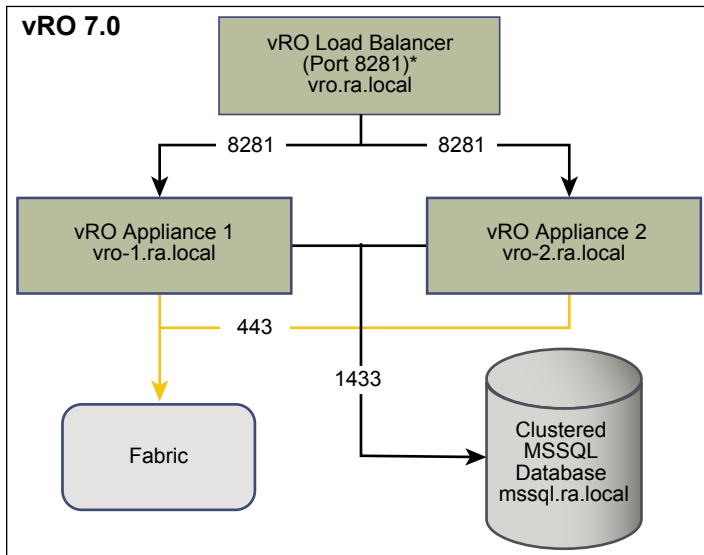 vRO 7.0
vRO Load Balancer
(Port 8281)*
vro.ra.local
8281
8281
vRO Appliance 1
vro-1.ra.local
vRO Appliance 2
vro-2.ra.local
443
1433
Fabric
Clustered
MSSQL
Database
mssql.ra.local